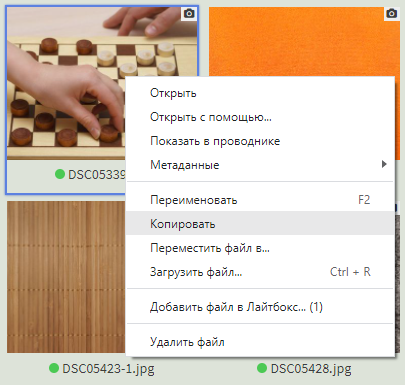 Открыть
Открыть с помощью...
Показать в проводнике
Метаданные
DSC05339
Переименовать F2
Копировать
Переместить файл в...
Загрузить файл... Ctrl + R
Добавить файл в Лайтбокс... (1)
Удалить файл
DSC05423-1.jpg
DSC05428.jpg